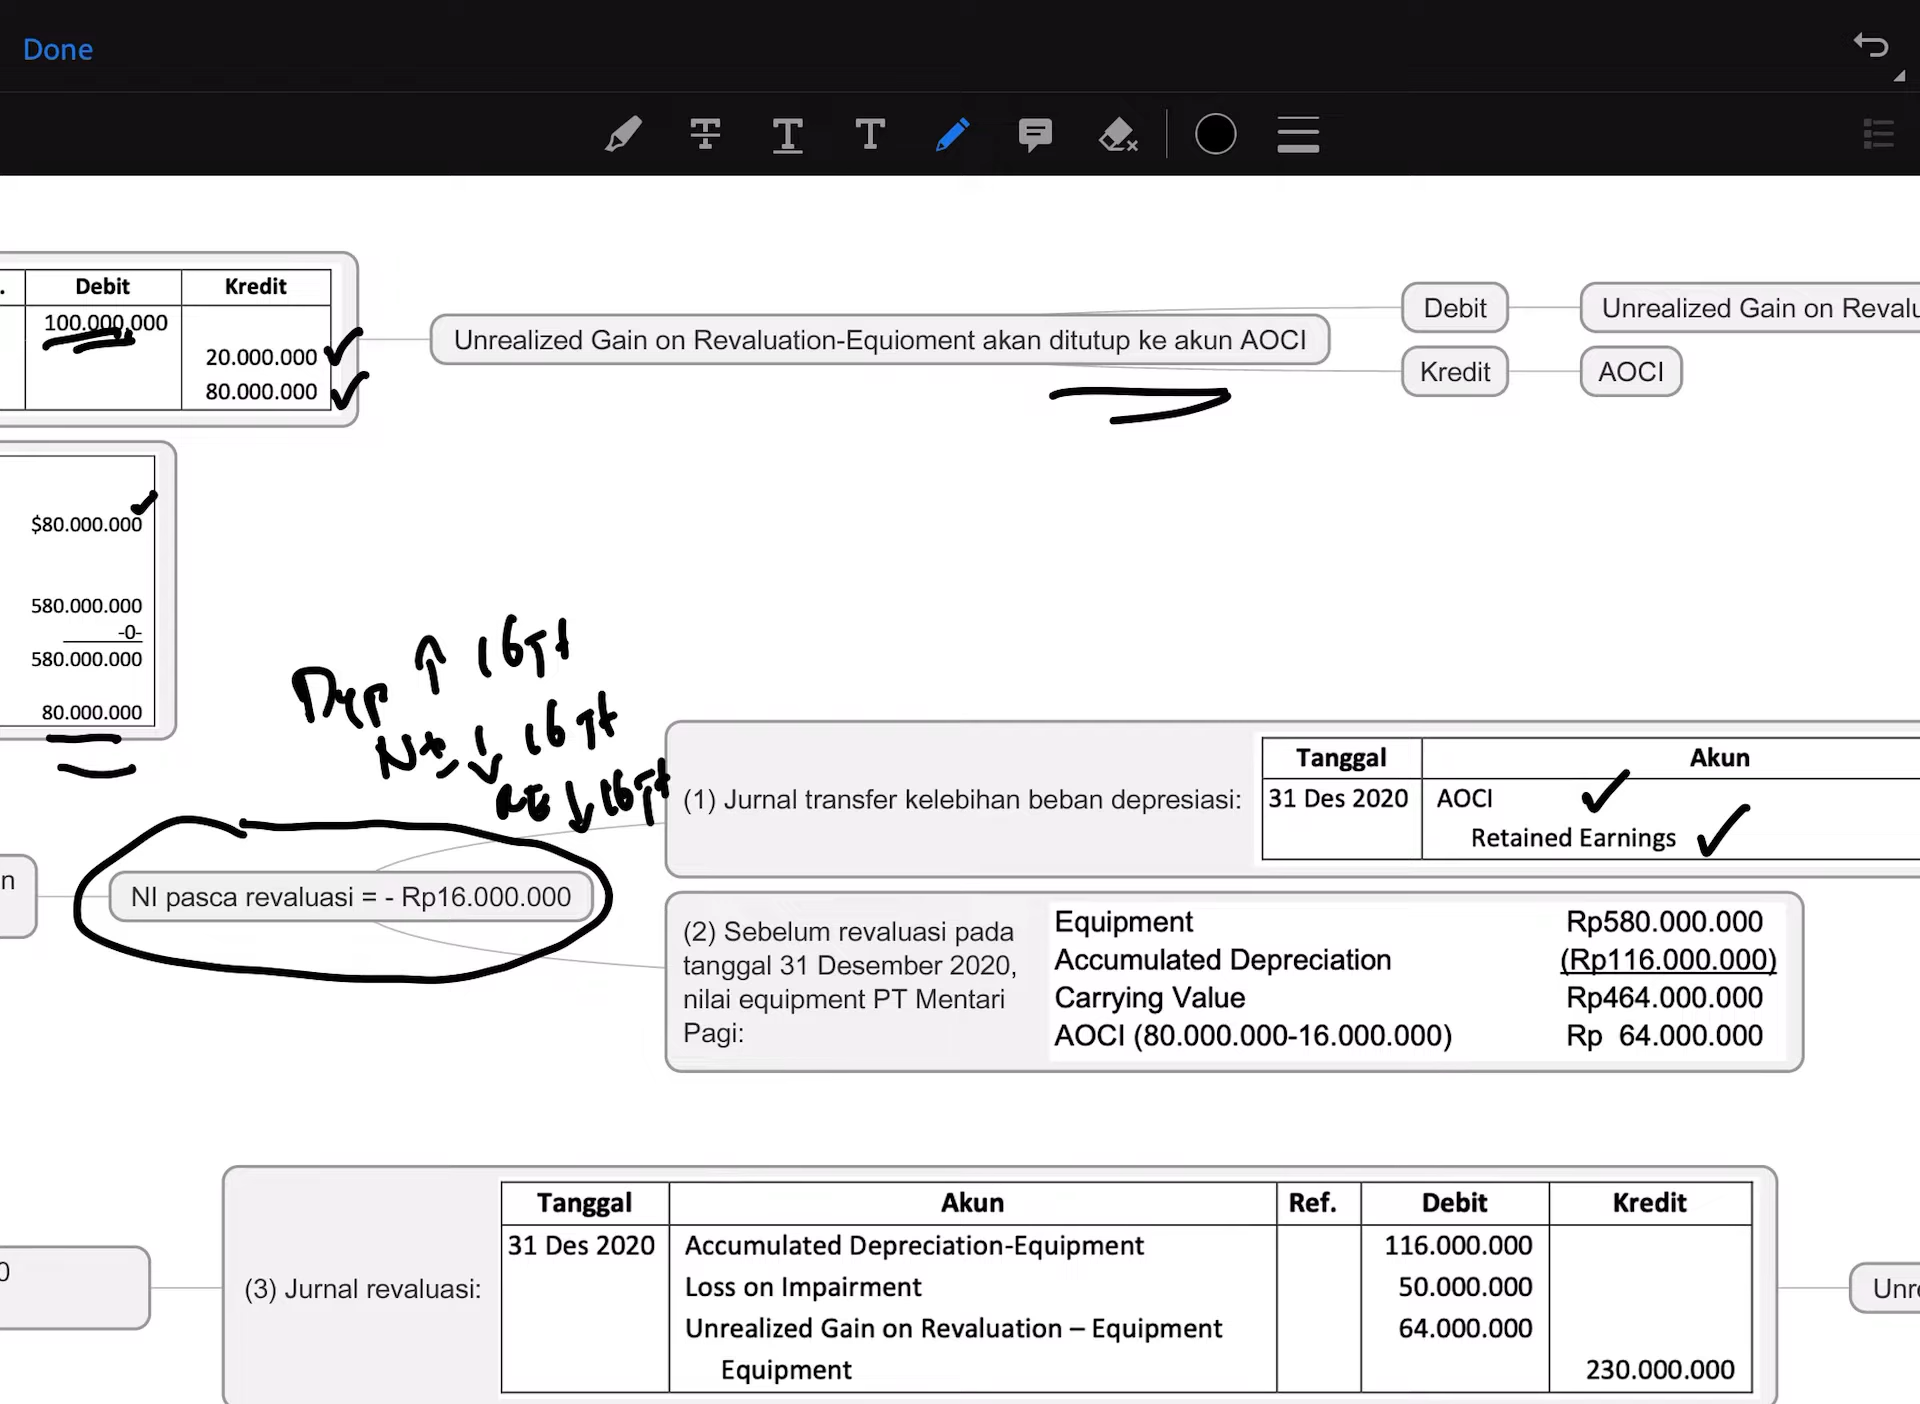 Done
. Debit Kredit
100.000.000
20.000.000
80.000.000
Unrealized Gain on Revaluation-Equioment akan ditutup ke akun AOCI
Debit
Unrealized Gain on Revalu
Kredit
AOCI
$80.000.000
580.000.000
-0-
580.000.000
80.000.000
Dep ↑ 16jt
NI ↓ 16jt
RE ↓ 16jt
n
NI pasca revaluasi = - Rp16.000.000
(1) Jurnal transfer kelebihan beban depresiasi:
Tanggal Akun
31 Des 2020 AOCI
Retained Earnings
(2) Sebelum revaluasi pada
tanggal 31 Desember 2020,
nilai equipment PT Mentari
Pagi:
Equipment Rp580.000.000
Accumulated Depreciation (Rp116.000.000)
Carrying Value Rp464.000.000
AOCI (80.000.000-16.000.000) Rp 64.000.000
0
(3) Jurnal revaluasi:
Tanggal Akun Ref. Debit Kredit
31 Des 2020 Accumulated Depreciation-Equipment 116.000.000
Loss on Impairment 50.000.000
Unrealized Gain on Revaluation – Equipment 64.000.000
Equipment 230.000.000
Unre